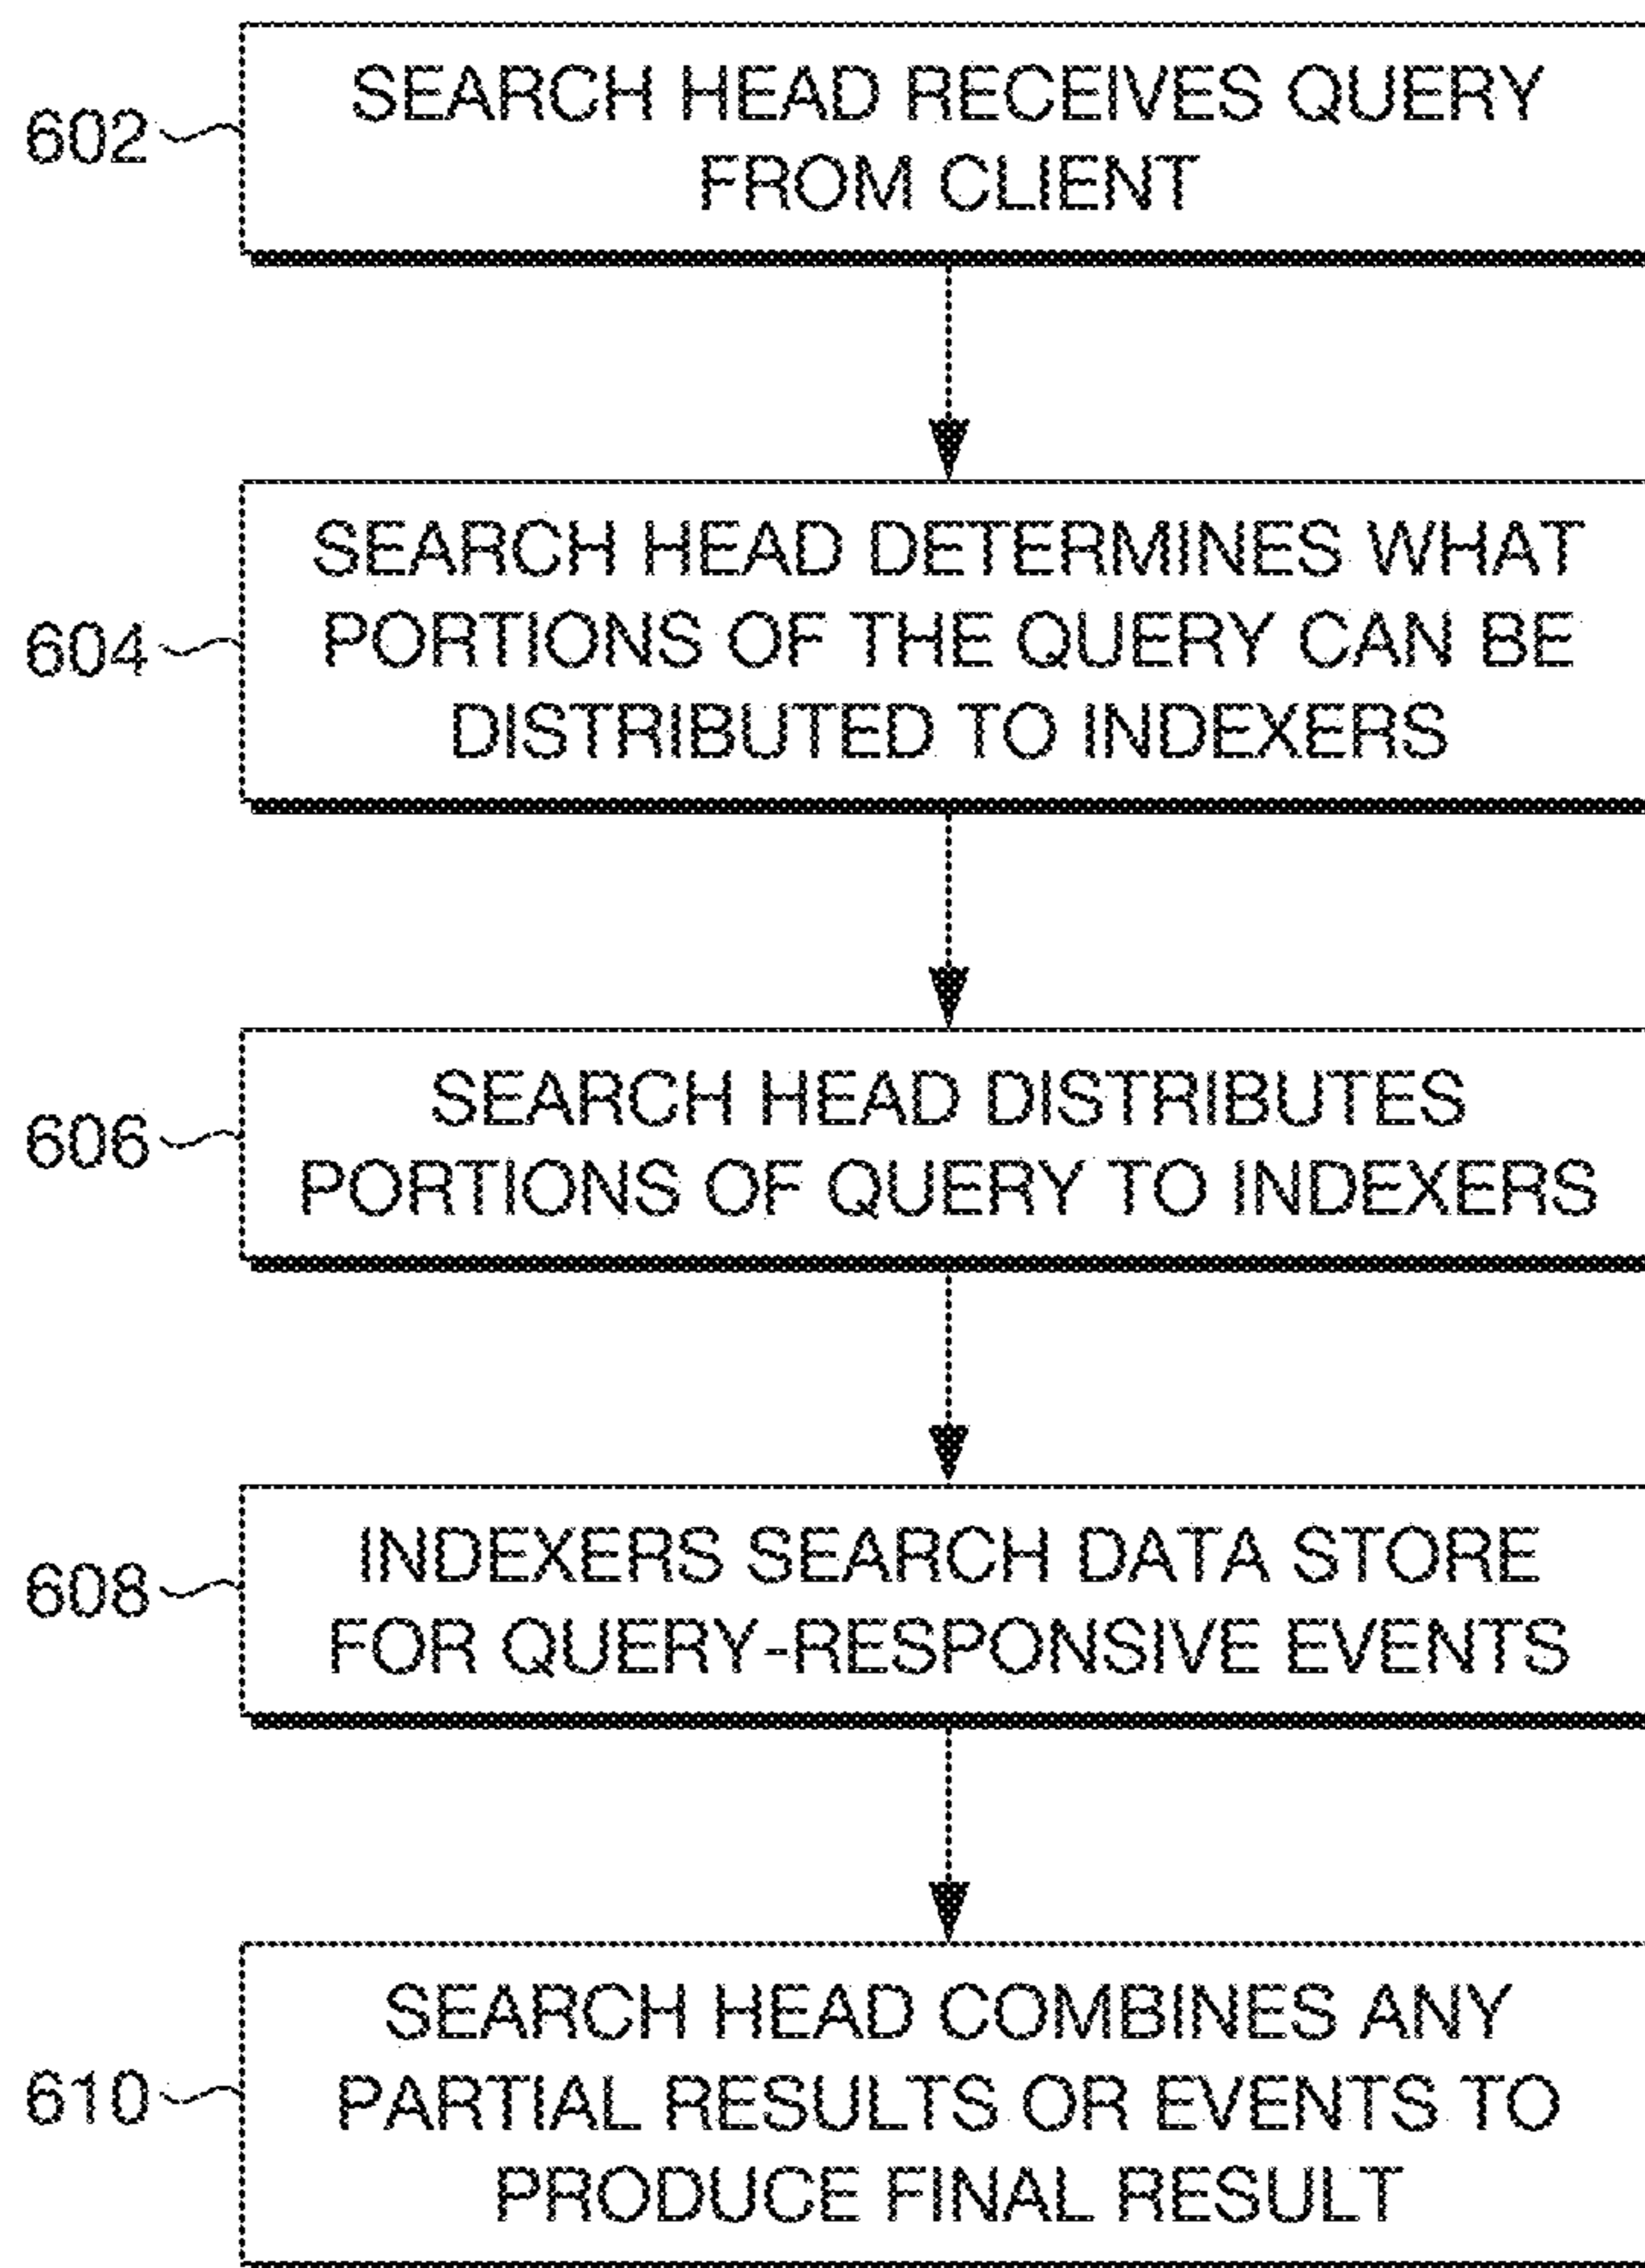 602
SEARCH HEAD RECEIVES QUERY
FROM CLIENT
604
SEARCH HEAD DETERMINES WHAT
PORTIONS OF THE QUERY CAN BE
DISTRIBUTED TO INDEXERS
606
SEARCH HEAD DISTRIBUTES
PORTIONS OF QUERY TO INDEXERS
608
INDEXERS SEARCH DATA STORE
FOR QUERY-RESPONSIVE EVENTS
610
SEARCH HEAD COMBINES ANY
PARTIAL RESULTS OR EVENTS TO
PRODUCE FINAL RESULT